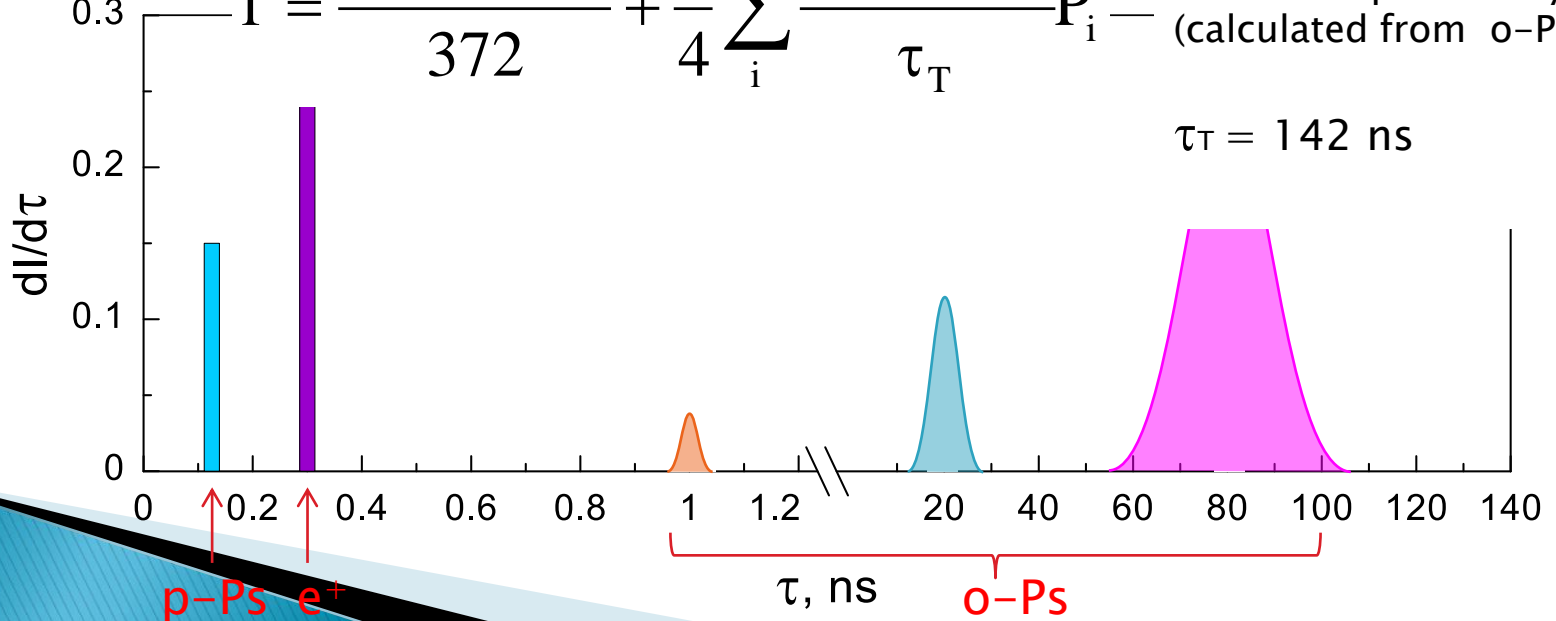 0.3
T =
372
+
4
∑
i
τT
Pi
(calculated from o-P
τT = 142 ns
0.2
0.1
0
dI/dτ
0 0.2 0.4 0.6 0.8 1 1.2 20 40 60 80 100 120 140
τ, ns
p-Ps e+ o-Ps